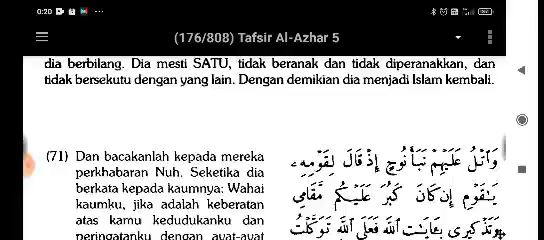 0:20
(176/808) Tafsir Al-Azhar 5
dia berbilang. Dia mesti SATU, tidak beranak dan tidak diperanakkan, dan
tidak bersekutu dengan yang lain. Dengan demikian dia menjadi Islam kembali.
(71) Dan bacakanlah kepada mereka
perkhabaran Nuh. Seketika dia
berkata kepada kaumnya: Wahai
kaumku, jika adalah keberatan
atas kamu kedudukanku dan
peringatanku dengan ayat-ayat
وَاتْلُ عَلَيْهِمْ نَبَأَ نُوحٍ إِذْ قَالَ لِقَوْمِهِ
يَٰقَوْمِ إِن كَانَ كَبُرَ عَلَيْكُم مَّقَامِي
وَتَذْكِيرِي بِـَٔايَٰتِ اللَّهِ فَعَلَى اللَّهِ تَوَكَّلْتُ